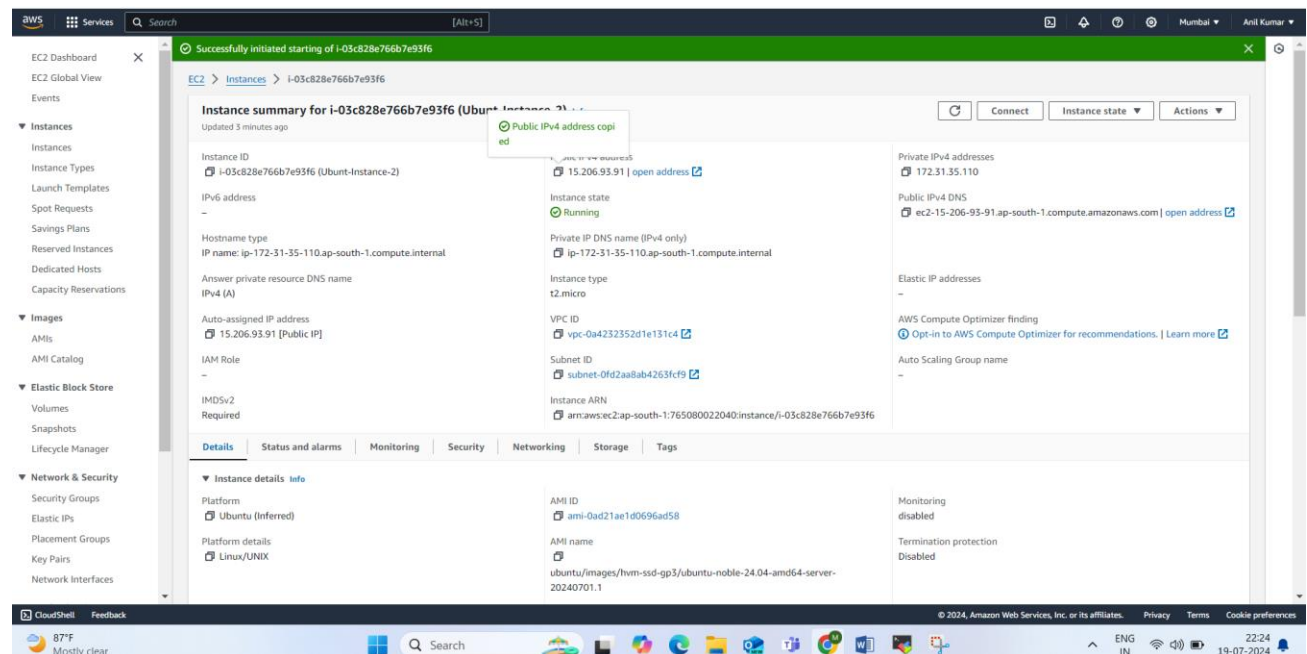 aws Services Search [Alt+S] Mumbai ▼ Anil Kumar ▼
Successfully initiated starting of i-03c828e766b7e93f6
EC2 Dashboard
EC2 Global View
Events
Instances
Instances
Instance Types
Launch Templates
Spot Requests
Savings Plans
Reserved Instances
Dedicated Hosts
Capacity Reservations
Images
AMIs
AMI Catalog
Elastic Block Store
Volumes
Snapshots
Lifecycle Manager
Network & Security
Security Groups
Elastic IPs
Placement Groups
Key Pairs
Network Interfaces
EC2 > Instances > i-03c828e766b7e93f6
Instance summary for i-03c828e766b7e93f6 (Ubunt-Instance-2)
Updated 3 minutes ago
Connect Instance state ▼ Actions ▼
Public IPv4 address copi
ed
Instance ID
i-03c828e766b7e93f6 (Ubunt-Instance-2)
address
15.206.93.91 | open address
Private IPv4 addresses
172.31.35.110
IPv6 address
–
Instance state
Running
Public IPv4 DNS
ec2-15-206-93-91.ap-south-1.compute.amazonaws.com | open address
Hostname type
IP name: ip-172-31-35-110.ap-south-1.compute.internal
Private IP DNS name (IPv4 only)
ip-172-31-35-110.ap-south-1.compute.internal
Answer private resource DNS name
IPv4 (A)
Instance type
t2.micro
Elastic IP addresses
–
Auto-assigned IP address
15.206.93.91 [Public IP]
VPC ID
vpc-0a4232352d1e131c4
AWS Compute Optimizer finding
Opt-in to AWS Compute Optimizer for recommendations. | Learn more
IAM Role
–
Subnet ID
subnet-0fd2aa8ab4263fcf9
Auto Scaling Group name
–
IMDSv2
Required
Instance ARN
arn:aws:ec2:ap-south-1:765080022040:instance/i-03c828e766b7e93f6
Details Status and alarms Monitoring Security Networking Storage Tags
Instance details Info
Platform
Ubuntu (Inferred)
AMI ID
ami-0ad21ae1d0696ad58
Monitoring
disabled
Platform details
Linux/UNIX
AMI name
ubuntu/images/hvm-ssd-gp3/ubuntu-noble-24.04-amd64-server-
20240701.1
Termination protection
Disabled
CloudShell Feedback © 2024, Amazon Web Services, Inc. or its affiliates. Privacy Terms Cookie preferences
87°F
Mostly clear
Search
ENG
IN
22:24
19-07-2024